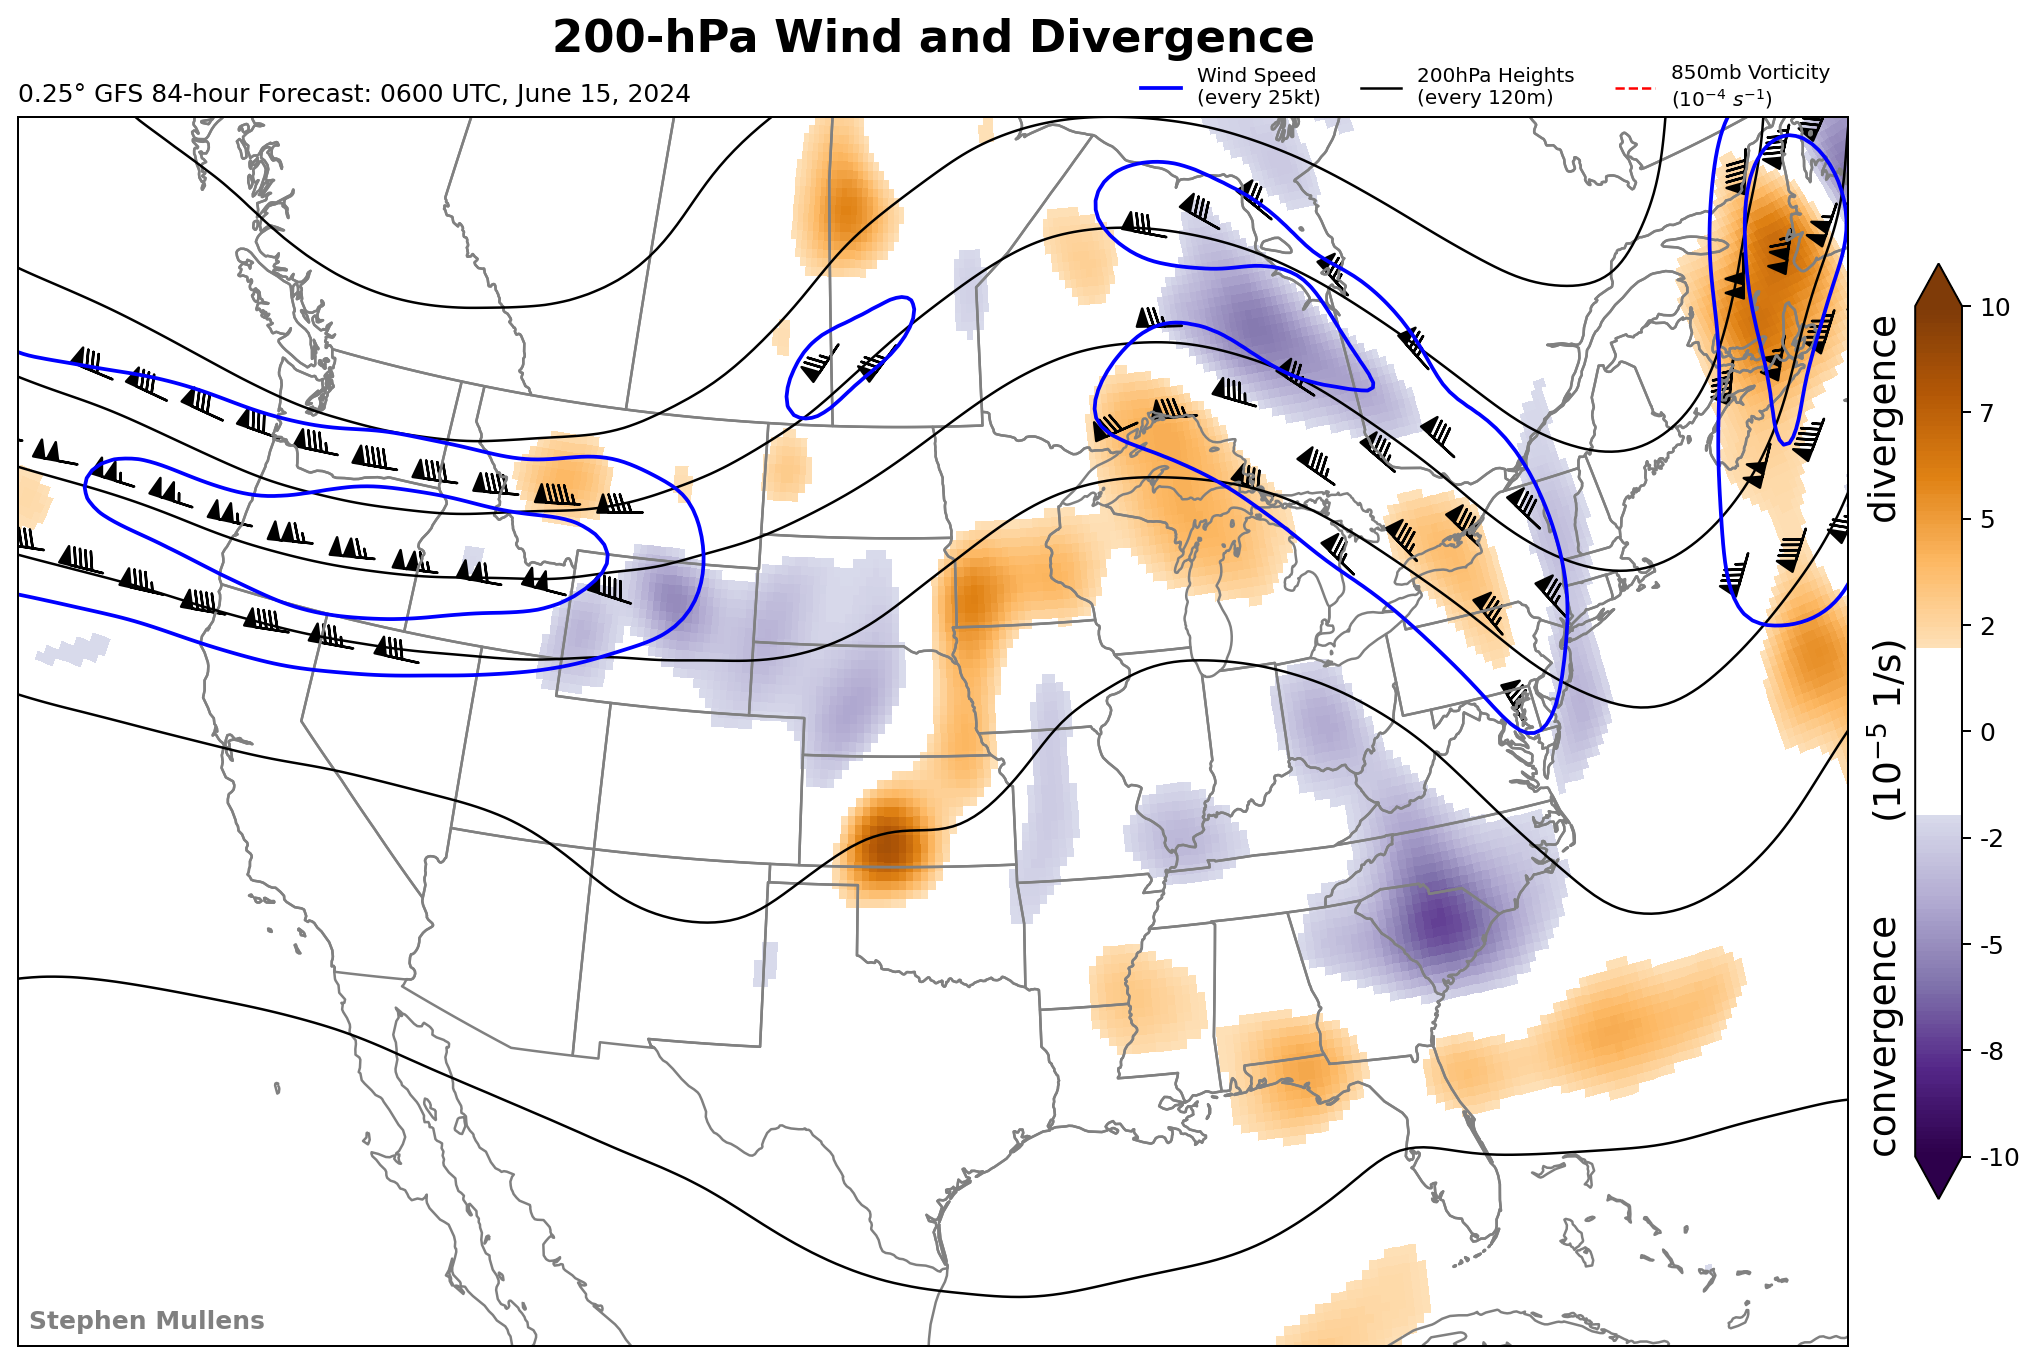 200-hPa Wind and Divergence
0.25° GFS 84-hour Forecast: 0600 UTC, June 15, 2024
Wind Speed
(every 25kt)
200hPa Heights
(every 120m)
850mb Vorticity
(10⁻⁴ s⁻¹)
10
7
5
2
0
-2
-5
-8
-10
convergence (10⁻⁵ 1/s) divergence
Stephen Mullens